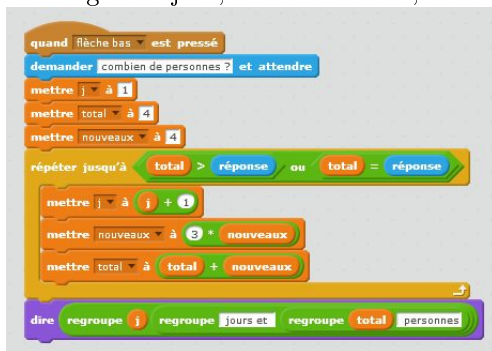 quand flèche bas est pressé
demander combien de personnes ? et attendre
mettre j à 1
mettre total à 4
mettre nouveaux à 4
répéter jusqu'à total > réponse ou total = réponse
mettre j à j + 1
mettre nouveaux à 3 * nouveaux
mettre total à total + nouveaux
dire regroupe j regroupe jours et regroupe total personnes